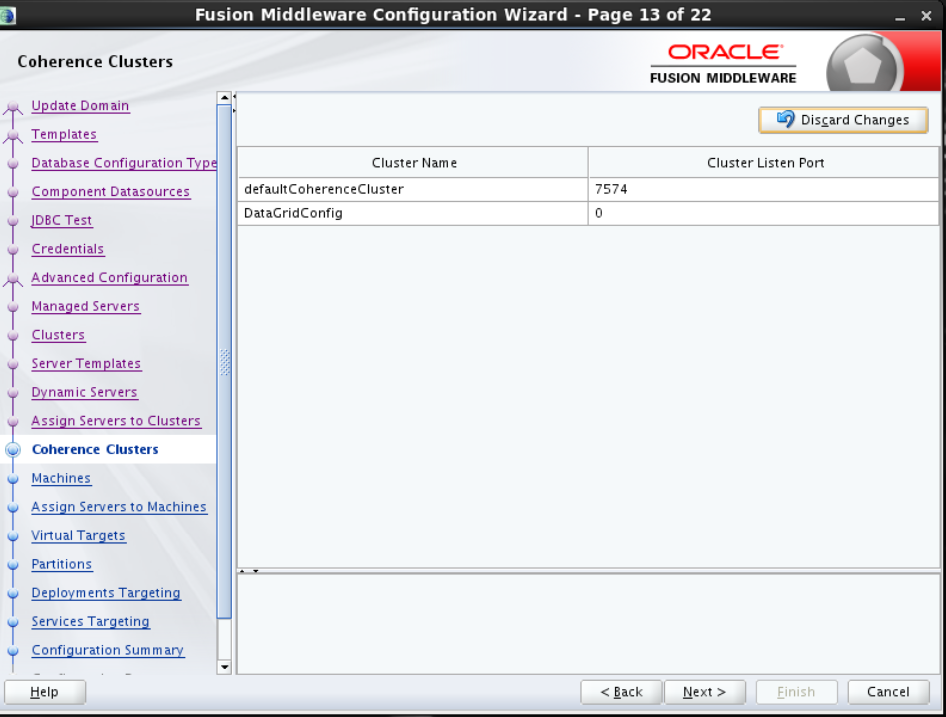 Fusion Middleware Configuration Wizard - Page 13 of 22
Coherence Clusters
ORACLE
FUSION MIDDLEWARE
Update Domain
Templates
Database Configuration Type
Component Datasources
JDBC Test
Credentials
Advanced Configuration
Managed Servers
Clusters
Server Templates
Dynamic Servers
Assign Servers to Clusters
Coherence Clusters
Machines
Assign Servers to Machines
Virtual Targets
Partitions
Deployments Targeting
Services Targeting
Configuration Summary
Discard Changes
Cluster Name Cluster Listen Port
defaultCoherenceCluster 7574
DataGridConfig 0
Help < Back Next > Finish Cancel